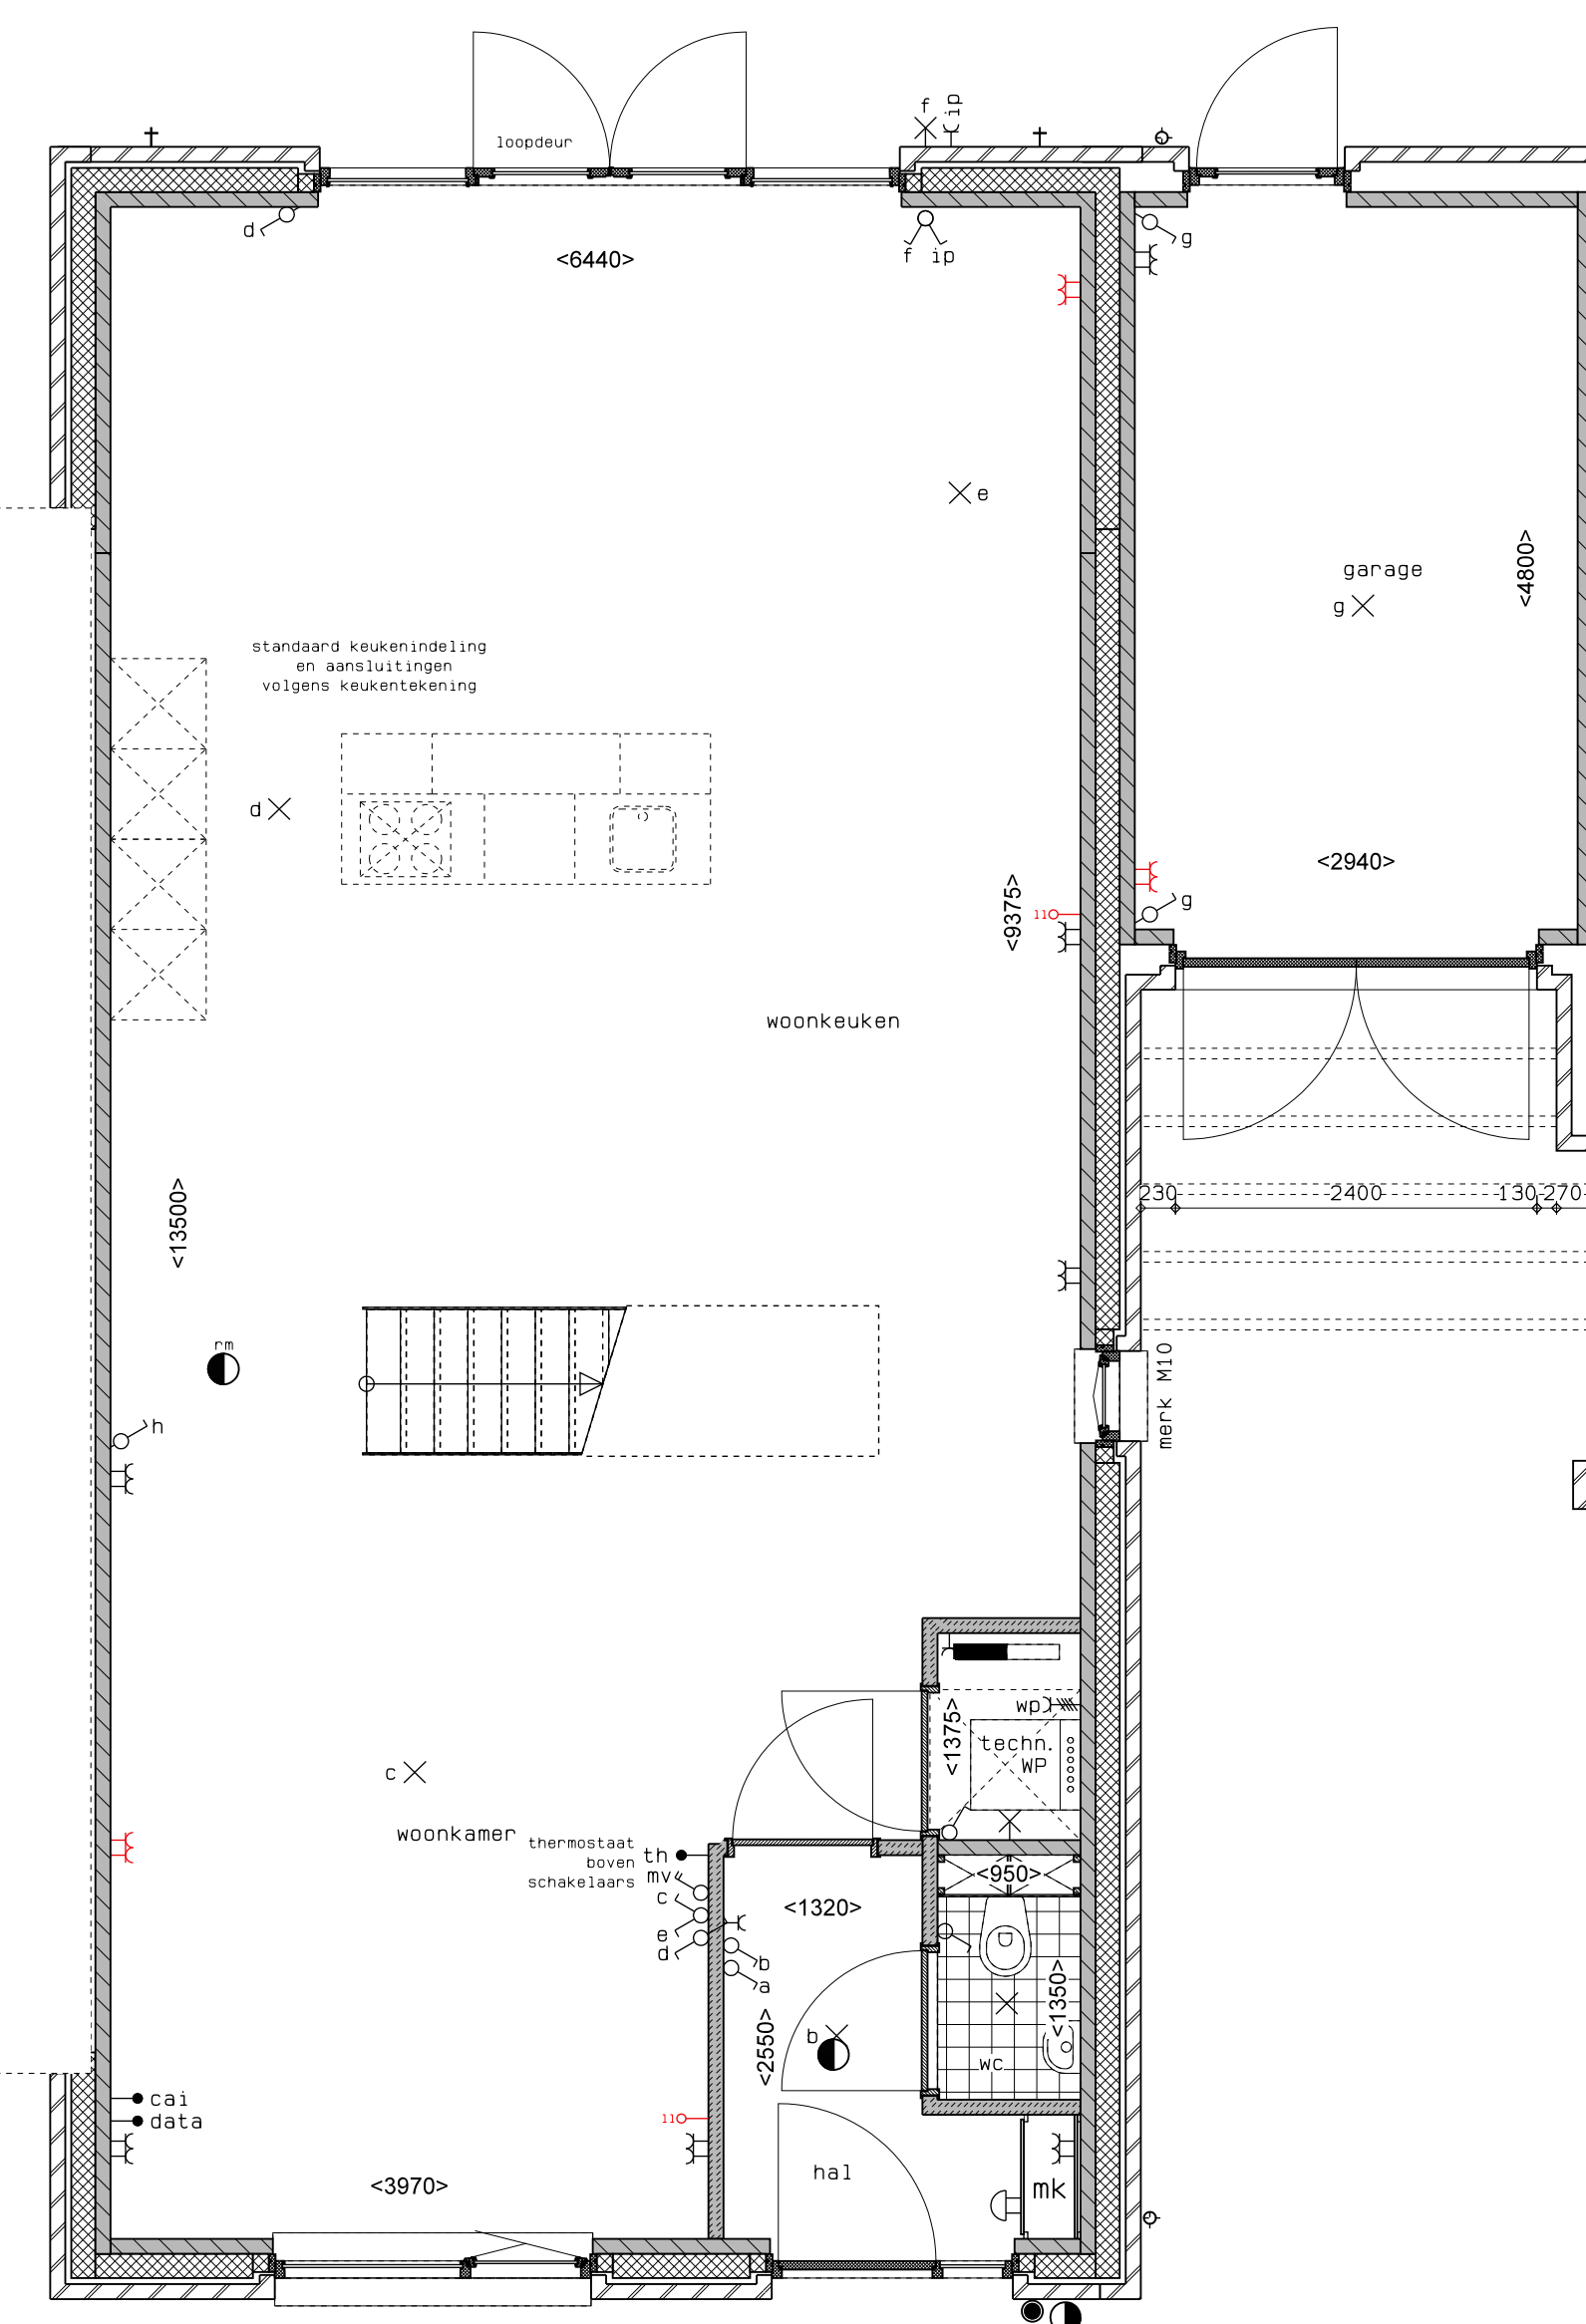 f
ip
loopdeur
d
f ip
g
<6440>
e
<4800>
garage
g
standaard keukenindeling
en aansluitingen
volgens keukentekening
d
<2940>
<9375>
11
g
woonkeuken
<13500>
230
2400
130
270
rm
merk M10
h
wp
<1375>
techn.
WP
c
woonkamer
thermostaat
boven
schakelaars
th
mv
c
e
d
<950>
<1320>
b
a
<1350>
<2550>
b
wc
cai
data
11
hal
mk
<3970>